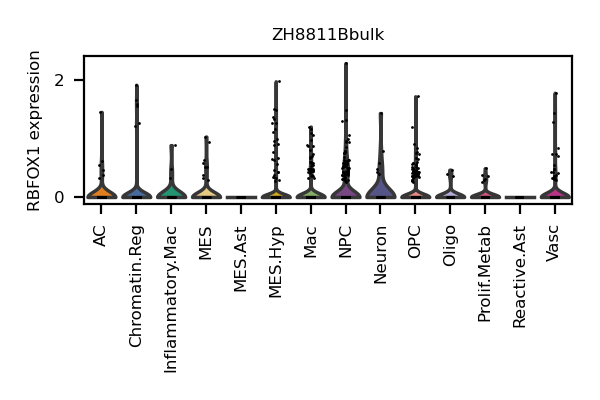 ZH8811Bbulk
RBFOX1 expression
2
0
AC
Chromatin.Reg
Inflammatory.Mac
MES
MES.Ast
MES.Hyp
Mac
NPC
Neuron
OPC
Oligo
Prolif.Metab
Reactive.Ast
Vasc